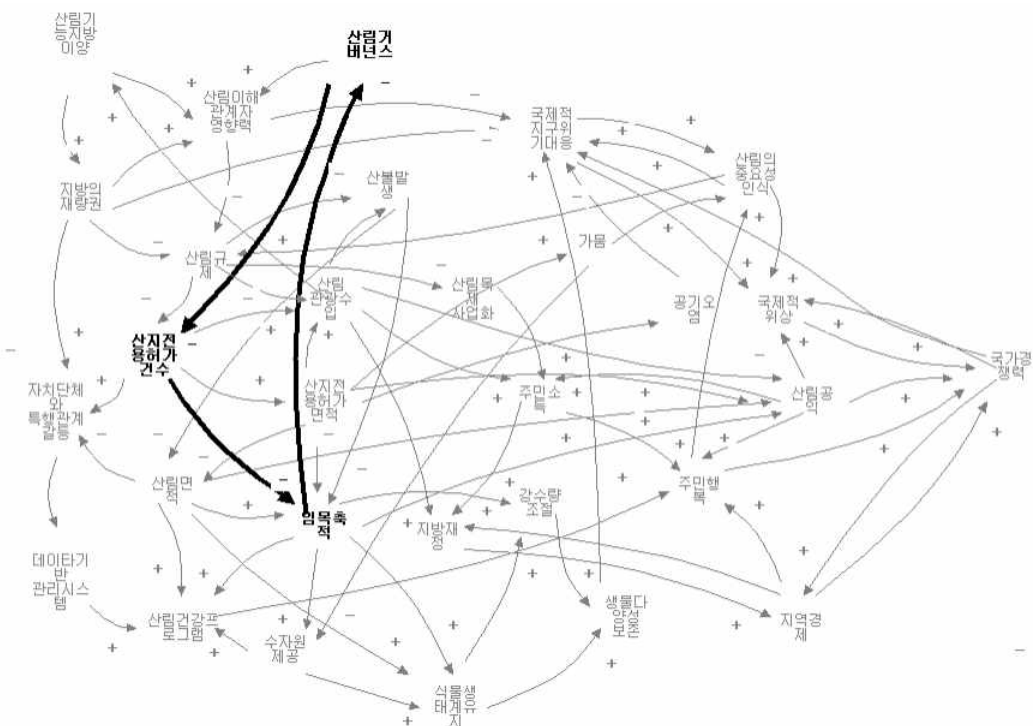 산림기
능지방
이양
산림거
버넌스
산림이해
관계자
영향력
국제적
지구위
기대응
산림의
중요성
인식
지방의
재량권
산불발
생
가뭄
산림규
제
산림
관광수
입
산림목
제
사업화
공기오
염
국제적
위상
산지전
용허가
건수
국가경
쟁력
자치단체
와
특행관계
갈등
산지전
용허가
면적
주민소
득
산림공
익
산림면
적
임목축
적
강수량
조절
지방재
정
주민행
복
데이타기
반
관리시스
템
산림건강프
로그램
수자원
제공
생물다
양성
보존
지역경
제
식물생
태계유
지